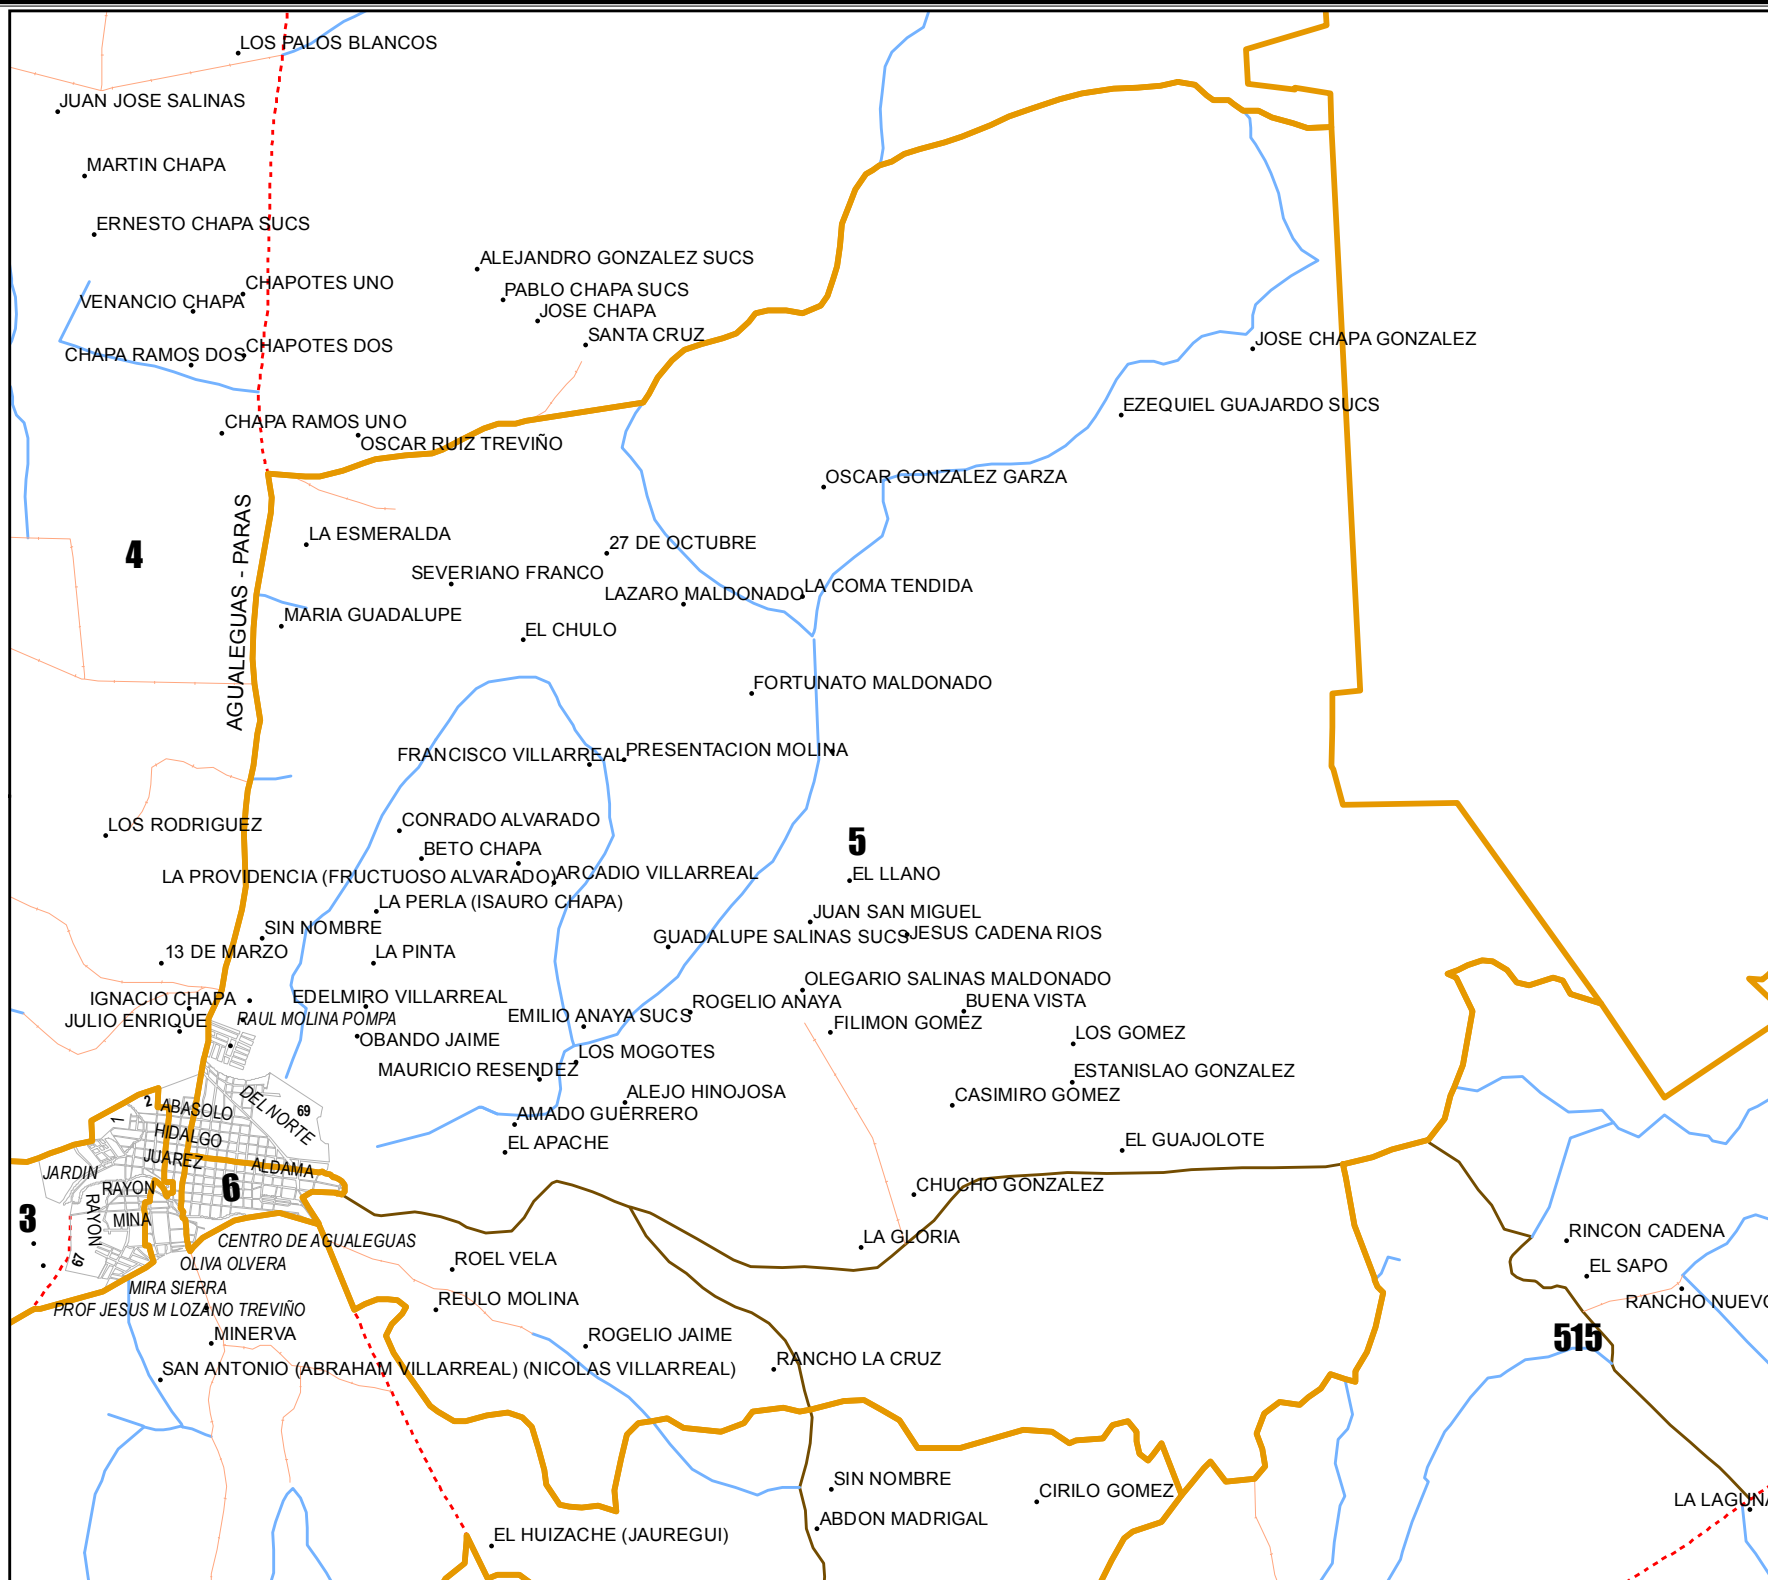 LOS PALOS BLANCOS
JUAN JOSE SALINAS
MARTIN CHAPA
ERNESTO CHAPA SUCS
ALEJANDRO GONZALEZ SUCS
CHAPOTES UNO
PABLO CHAPA SUCS
VENANCIO CHAPA
JOSE CHAPA
SANTA CRUZ
JOSE CHAPA GONZALEZ
CHAPOTES DOS
CHAPA RAMOS DOS
EZEQUIEL GUAJARDO SUCS
CHAPA RAMOS UNO
OSCAR RUIZ TREVIÑO
OSCAR GONZALEZ GARZA
AGUALEGUAS - PARAS
LA ESMERALDA
27 DE OCTUBRE
4
SEVERIANO FRANCO
LAZARO MALDONADO
LA COMA TENDIDA
MARIA GUADALUPE
EL CHULO
FORTUNATO MALDONADO
FRANCISCO VILLARREAL
PRESENTACION MOLINA
LOS RODRIGUEZ
CONRADO ALVARADO
5
BETO CHAPA
LA PROVIDENCIA (FRUCTUOSO ALVARADO)
ARCADIO VILLARREAL
EL LLANO
LA PERLA (ISAURO CHAPA)
JUAN SAN MIGUEL
SIN NOMBRE
GUADALUPE SALINAS SUCS
JESUS CADENA RIOS
13 DE MARZO
LA PINTA
OLEGARIO SALINAS MALDONADO
IGNACIO CHAPA
EDELMIRO VILLARREAL
ROGELIO ANAYA
BUENA VISTA
JULIO ENRIQUE
RAUL MOLINA POMPA
EMILIO ANAYA SUCS
FILIMON GOMEZ
LOS GOMEZ
OBANDO JAIME
LOS MOGOTES
MAURICIO RESENDEZ
ESTANISLAO GONZALEZ
ALEJO HINOJOSA
CASIMIRO GOMEZ
2
ABASOLO
DEL NORTE
69
AMADO GUERRERO
HIDALGO
EL APACHE
EL GUAJOLOTE
JUAREZ
ALDAMA
JARDIN
RAYON
6
CHUCHO GONZALEZ
RAYON
MINA
3
CENTRO DE AGUALEGUAS
LA GLORIA
RINCON CADENA
67
OLIVA OLVERA
ROEL VELA
EL SAPO
MIRA SIERRA
REULO MOLINA
RANCHO NUEVO
PROF JESUS M LOZANO TREVIÑO
MINERVA
ROGELIO JAIME
515
SAN ANTONIO (ABRAHAM VILLARREAL) (NICOLAS VILLARREAL)
RANCHO LA CRUZ
SIN NOMBRE
CIRILO GOMEZ
LA LAGUNA
ABDON MADRIGAL
EL HUIZACHE (JAUREGUI)